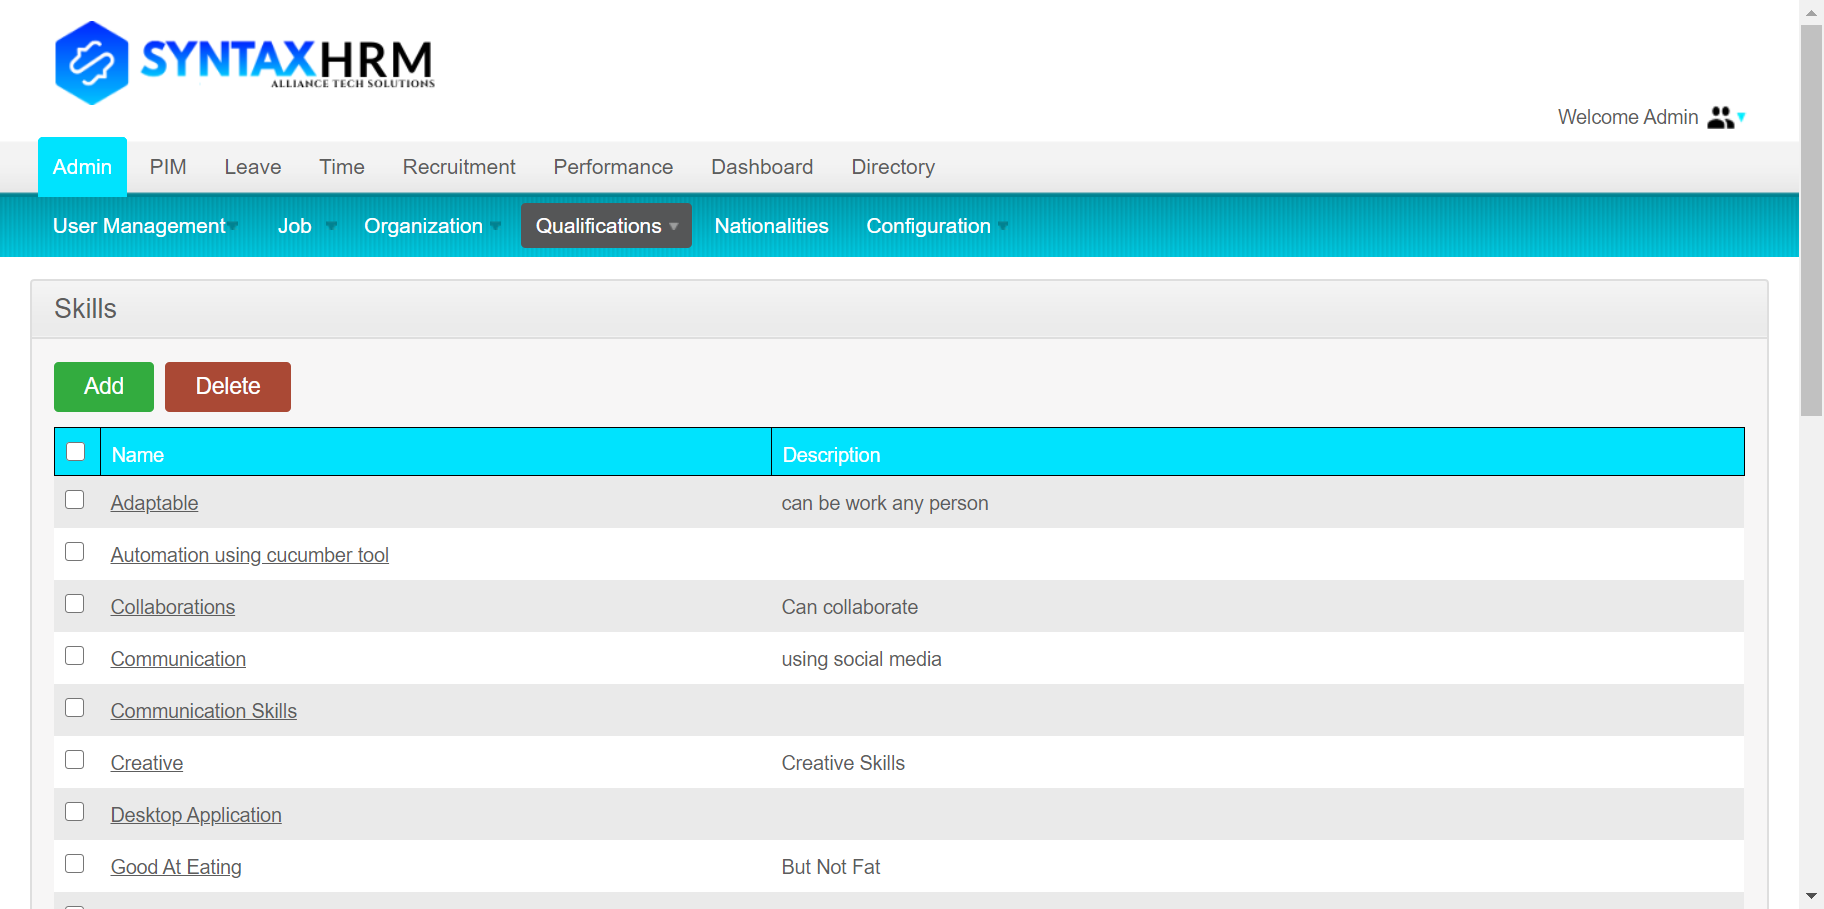 SYNTAXHRM
ALLIANCE TECH SOLUTIONS
Welcome Admin
Admin PIM Leave Time Recruitment Performance Dashboard Directory
User Management Job Organization Qualifications Nationalities Configuration
Skills
Add Delete
Name Description
Adaptable can be work any person
Automation using cucumber tool
Collaborations Can collaborate
Communication using social media
Communication Skills
Creative Creative Skills
Desktop Application
Good At Eating But Not Fat